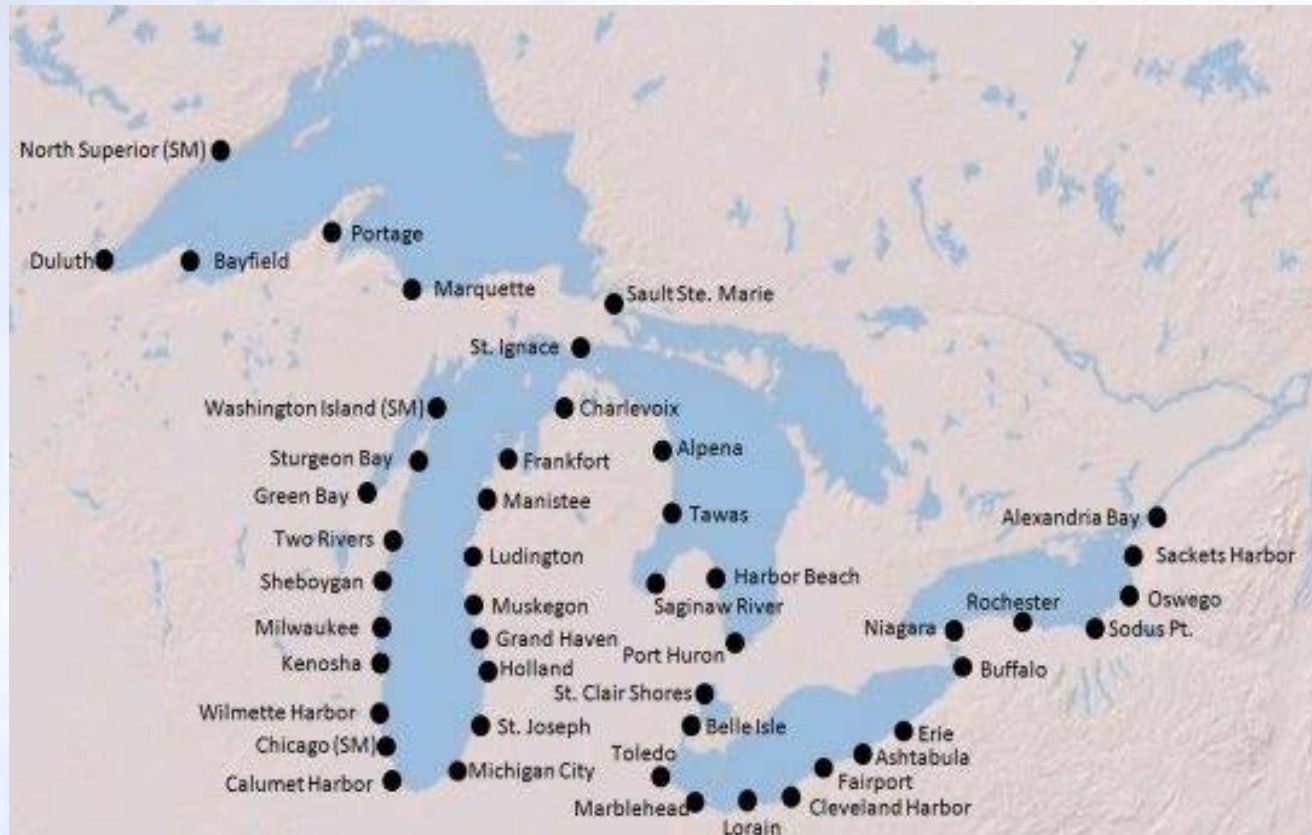 North Superior (SM)
Portage
Duluth
Bayfield
Marquette
Sault Ste. Marie
St. Ignace
Washington Island (SM)
Charlevoix
Alpena
Sturgeon Bay
Frankfort
Green Bay
Manistee
Tawas
Alexandria Bay
Two Rivers
Ludington
Sackets Harbor
Sheboygan
Harbor Beach
Saginaw River
Muskegon
Rochester
Oswego
Milwaukee
Grand Haven
Niagara
Sodus Pt.
Kenosha
Holland
Port Huron
Buffalo
St. Clair Shores
Wilmette Harbor
St. Joseph
Belle Isle
Erie
Chicago (SM)
Toledo
Ashtabula
Calumet Harbor
Michigan City
Fairport
Marblehead
Cleveland Harbor
Lorain